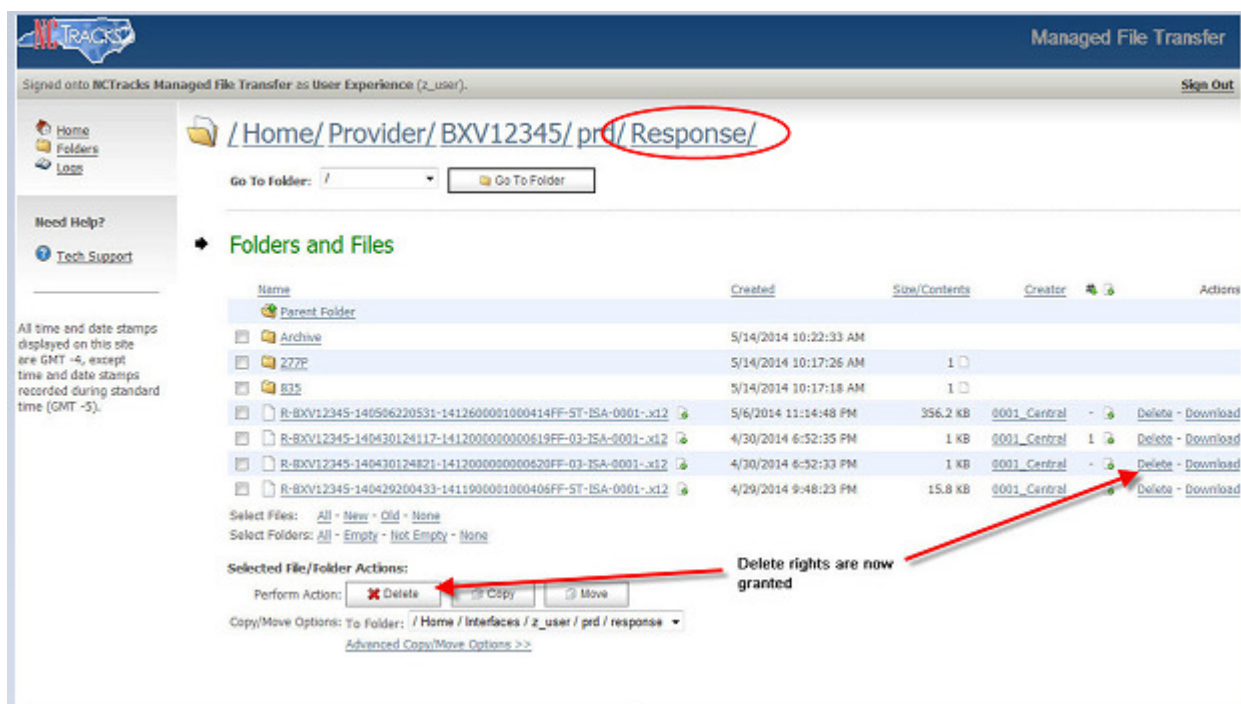 NCTRACKS
Managed File Transfer
Signed onto NCTracks Managed File Transfer as User Experience (z_user). Sign Out
Home
Folders
Logs
Need Help?
Tech Support
All time and date stamps
displayed on this site
are GMT -4, except
time and date stamps
recorded during standard
time (GMT -5).
/ Home/ Provider/ BXV12345/ prd/ Response/
Go To Folder: / Go To Folder
Folders and Files
Name Created Size/Contents Creator Actions
Parent Folder
Archive 5/14/2014 10:22:33 AM
277P 5/14/2014 10:17:26 AM 1
835 5/14/2014 10:17:18 AM 1
R-BXV12345-140506220531-1412600001000414FF-5T-ISA-0001-.x12 5/6/2014 11:14:48 PM 356.2 KB 0001_Central - Delete - Download
R-BXV12345-140430124117-1412000000000619FF-03-ISA-0001-.x12 4/30/2014 6:52:35 PM 1 KB 0001_Central 1 Delete - Download
R-BXV12345-140430124821-1412000000000620FF-03-ISA-0001-.x12 4/30/2014 6:52:33 PM 1 KB 0001_Central - Delete - Download
R-BXV12345-140429200433-1411900001000406FF-5T-ISA-0001-.x12 4/29/2014 9:48:23 PM 15.8 KB 0001_Central Delete - Download
Select Files: All - New - Old - None
Select Folders: All - Empty - Not Empty - None
Selected File/Folder Actions:
Perform Action: Delete Copy Move
Copy/Move Options: To Folder: / Home / Interfaces / z_user / prd / response
Advanced Copy/Move Options >>
Delete rights are now
granted